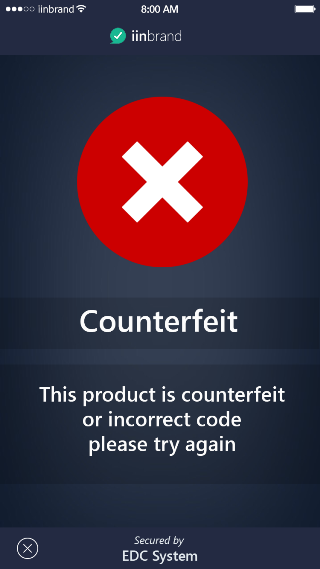 iinbrand 8:00 AM
iinbrand
Counterfeit
This product is counterfeit
or incorrect code
please try again
Secured by
EDC System